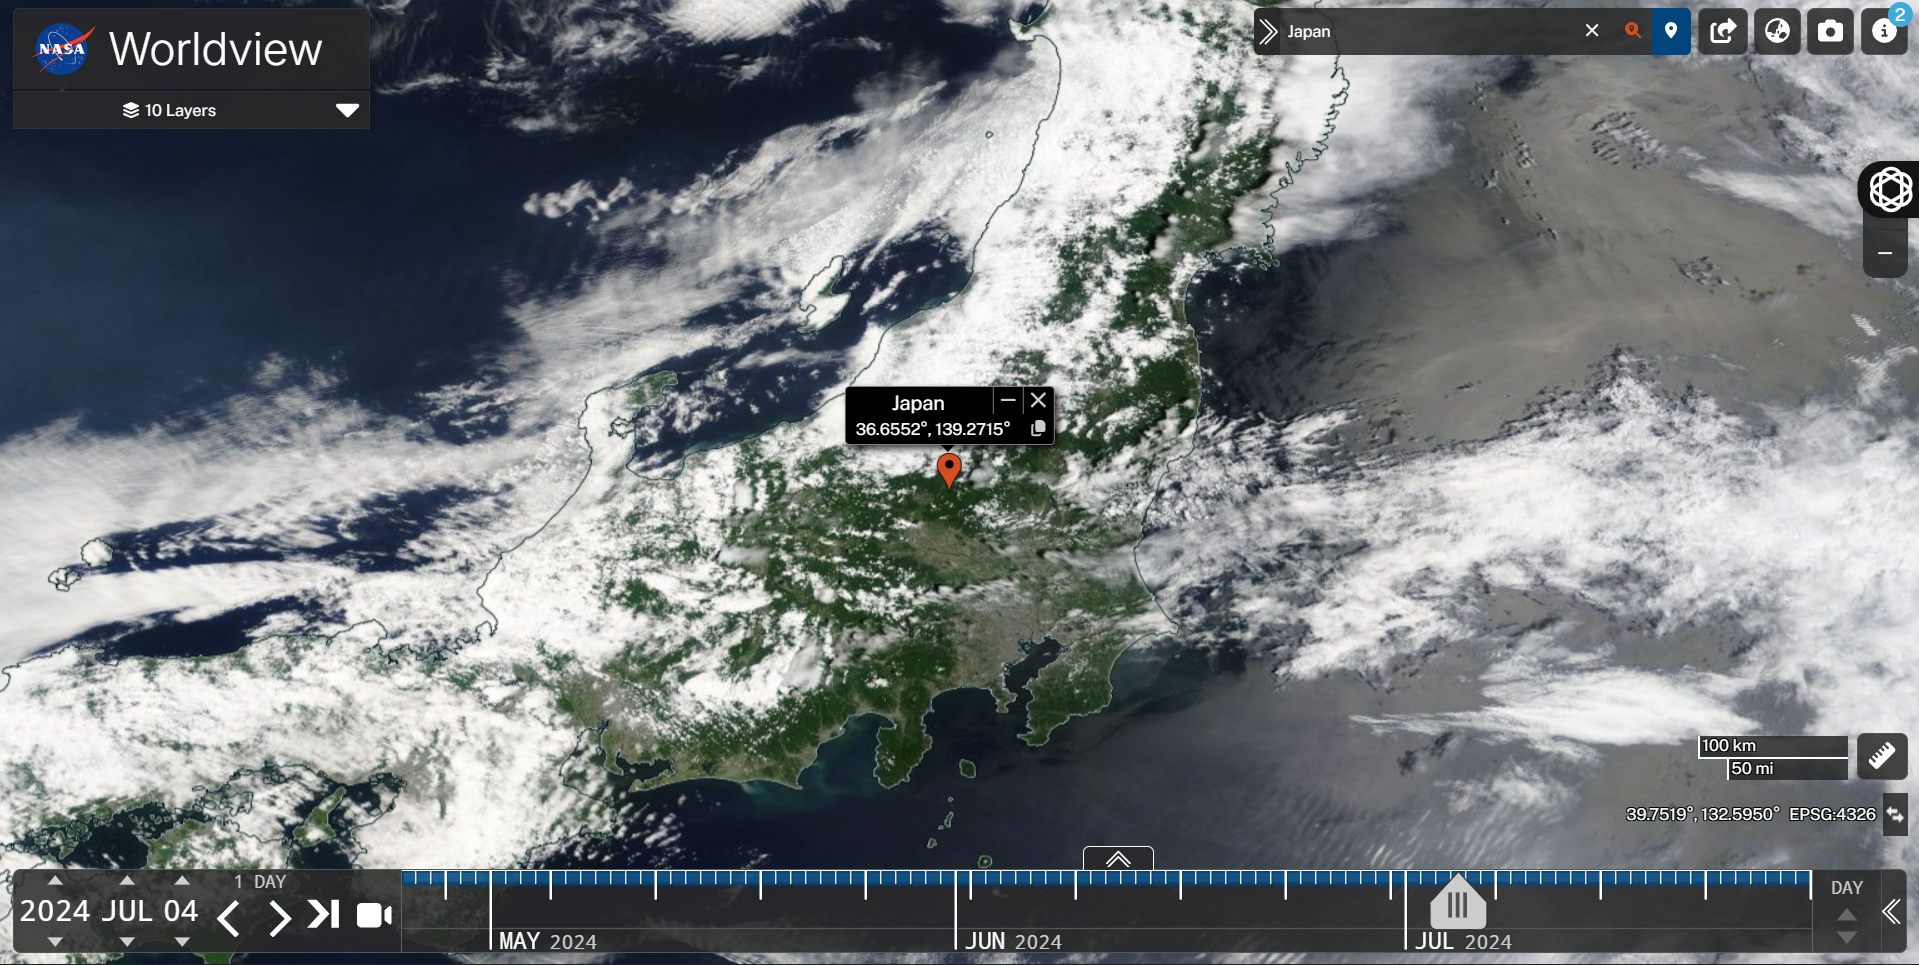 NASA Worldview
10 Layers
Japan
2
Japan
36.6552°, 139.2715°
100 km
50 mi
39.7519°, 132.5950° EPSG:4326
1 DAY
2024 JUL 04
MAY 2024
JUN 2024
JUL 2024
DAY